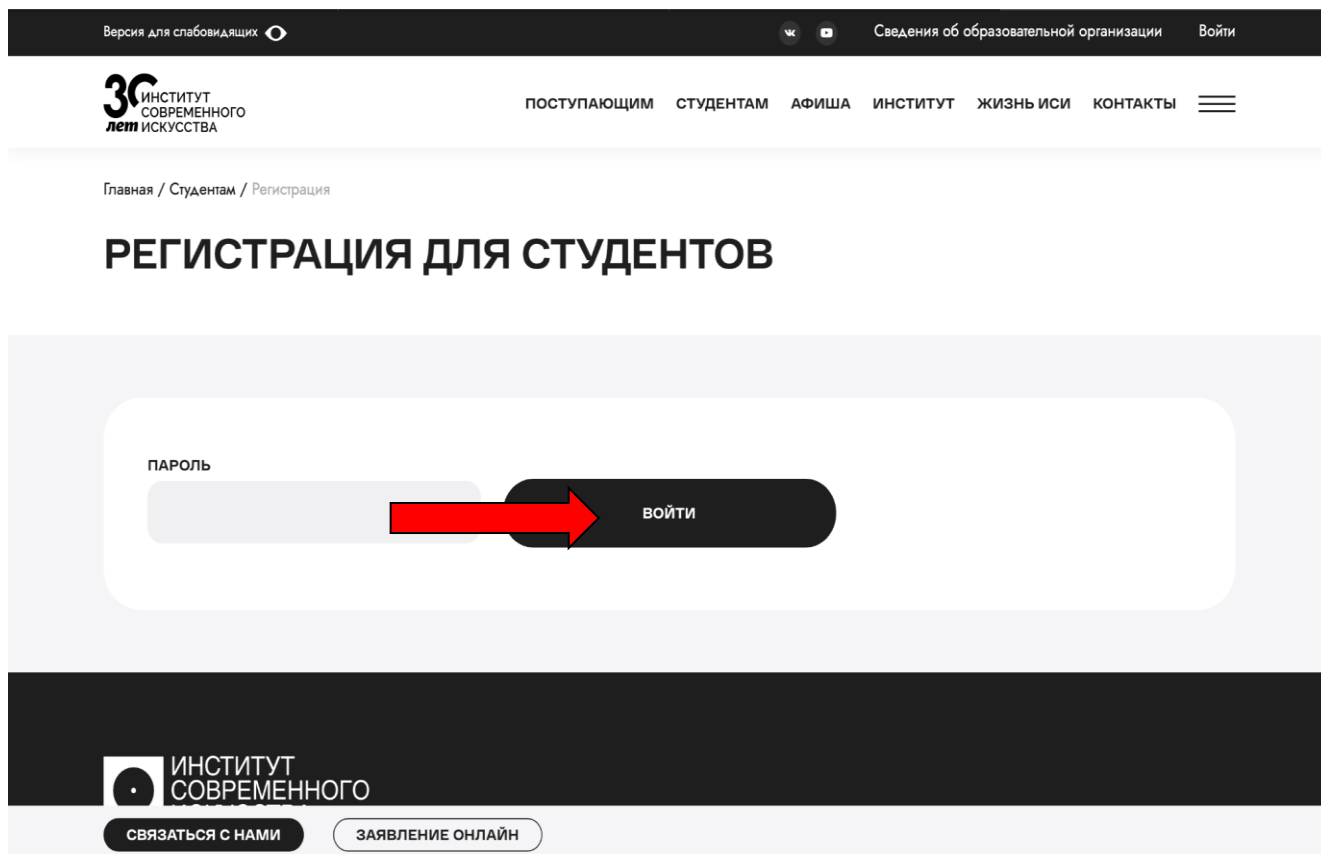 Версия для слабовидящих
Сведения об образовательной организации
Войти
30 лет
ИНСТИТУТ
СОВРЕМЕННОГО
ИСКУССТВА
ПОСТУПАЮЩИМ СТУДЕНТАМ АФИША ИНСТИТУТ ЖИЗНЬ ИСИ КОНТАКТЫ
Главная / Студентам / Регистрация
РЕГИСТРАЦИЯ ДЛЯ СТУДЕНТОВ
ПАРОЛЬ
ВОЙТИ
ИНСТИТУТ
СОВРЕМЕННОГО
СВЯЗАТЬСЯ С НАМИ
ЗАЯВЛЕНИЕ ОНЛАЙН